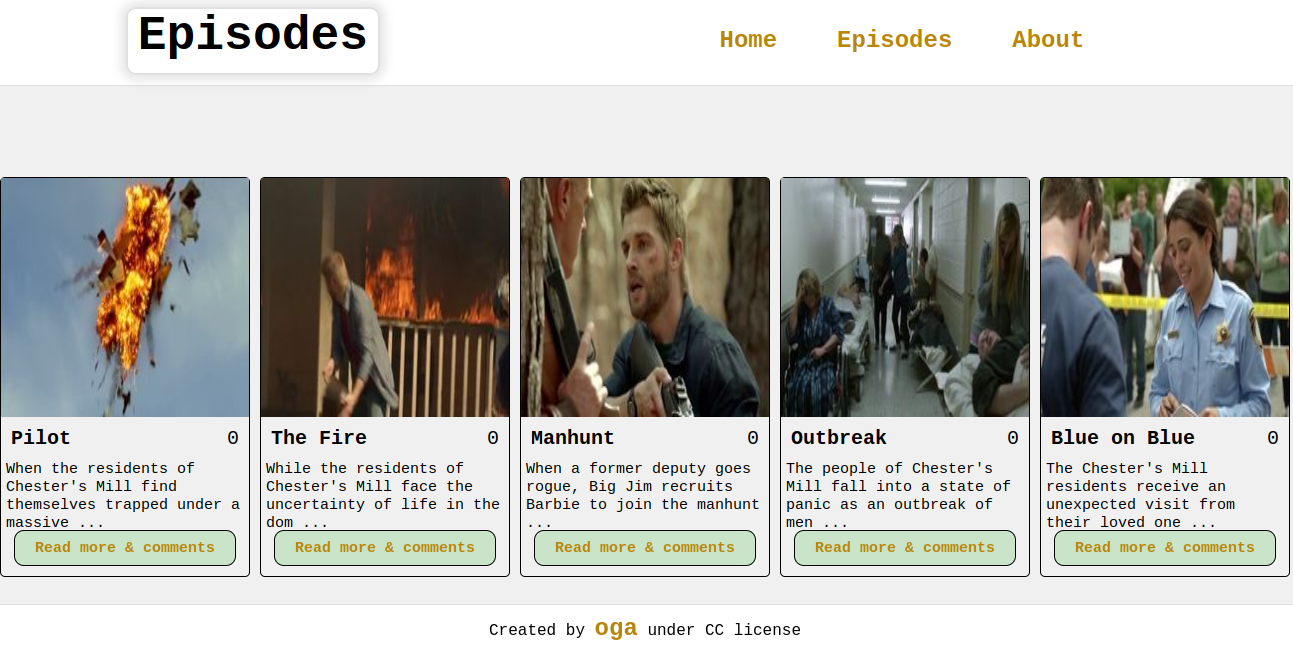 Episodes
Home Episodes About
Pilot 0
When the residents of
Chester's Mill find
themselves trapped under a
massive ...
Read more & comments
The Fire 0
While the residents of
Chester's Mill face the
uncertainty of life in the
dom ...
Read more & comments
Manhunt 0
When a former deputy goes
rogue, Big Jim recruits
Barbie to join the manhunt
...
Read more & comments
Outbreak 0
The people of Chester's
Mill fall into a state of
panic as an outbreak of
men ...
Read more & comments
Blue on Blue 0
The Chester's Mill
residents receive an
unexpected visit from
their loved one ...
Read more & comments
Created by oga under CC license